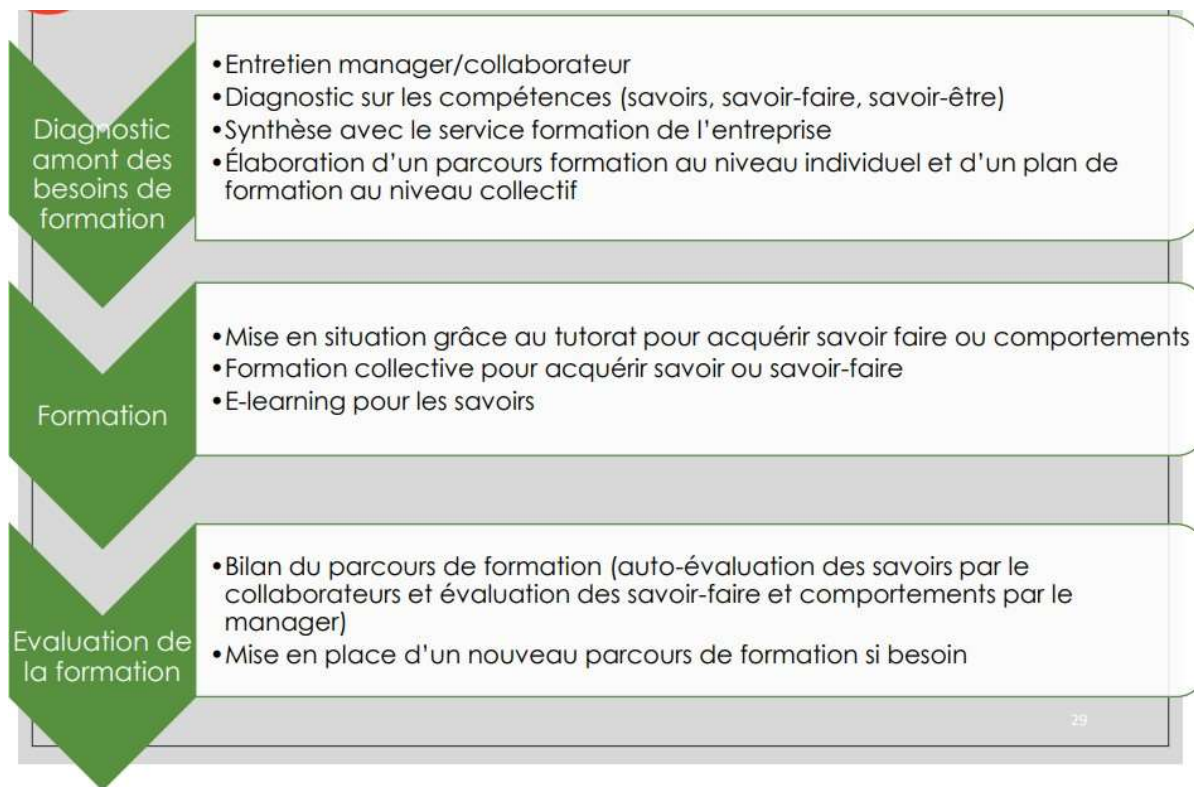 Diagnostic
amont des
besoins de
formation
•Entretien manager/collaborateur
•Diagnostic sur les compétences (savoirs, savoir-faire, savoir-être)
•Synthèse avec le service formation de l'entreprise
•Élaboration d'un parcours formation au niveau individuel et d'un plan de
formation au niveau collectif
Formation
•Mise en situation grâce au tutorat pour acquérir savoir faire ou comportements
•Formation collective pour acquérir savoir ou savoir-faire
•E-learning pour les savoirs
Evaluation de
la formation
•Bilan du parcours de formation (auto-évaluation des savoirs par le
collaborateurs et évaluation des savoir-faire et comportements par le
manager)
•Mise en place d'un nouveau parcours de formation si besoin
29